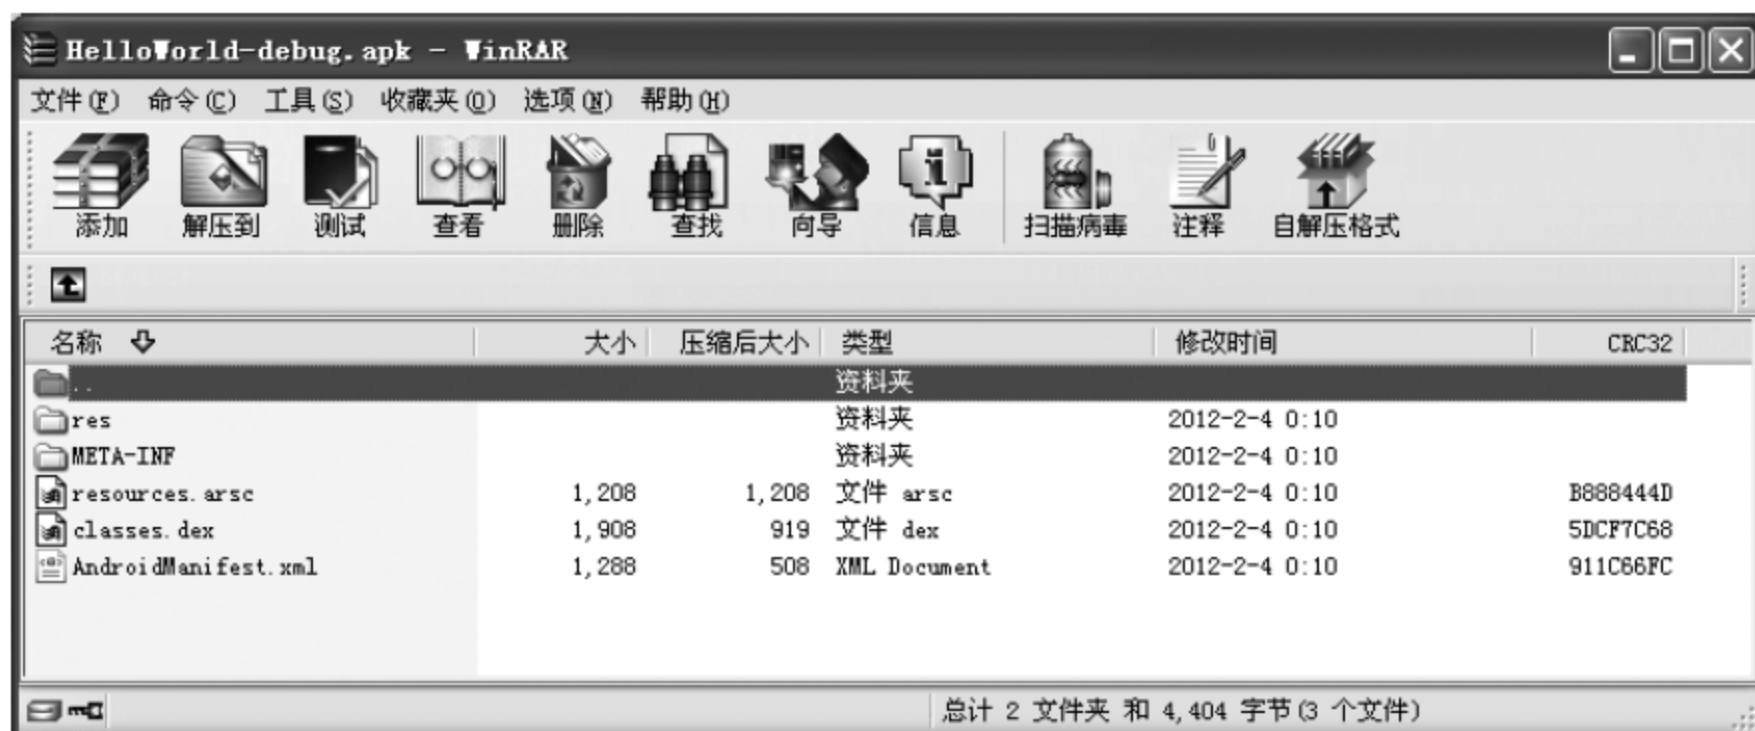 HelloWorld-debug.apk - WinRAR
文件(F) 命令(C) 工具(S) 收藏夹(O) 选项(N) 帮助(H)
添加 解压到 测试 查看 删除 查找 向导 信息 扫描病毒 注释 自解压格式
名称 大小 压缩后大小 类型 修改时间 CRC32
.. 资料夹
res 资料夹 2012-2-4 0:10
META-INF 资料夹 2012-2-4 0:10
resources.arsc 1,208 1,208 文件 arsc 2012-2-4 0:10 B888444D
classes.dex 1,908 919 文件 dex 2012-2-4 0:10 5DCF7C68
AndroidManifest.xml 1,288 508 XML Document 2012-2-4 0:10 911C66FC
总计 2 文件夹 和 4,404 字节(3 个文件)